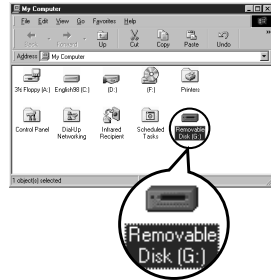 My Computer
File Edit View Go Favorites Help
Back Forward Up Cut Copy Paste Undo
Address My Computer
3½ Floppy (A:) English98 (C:) (D:) (F:) Printers
Control Panel Dial-Up Networking Infrared Recipient Scheduled Tasks Removable Disk (G:)
1 object(s) selected
Removable
Disk (G:)